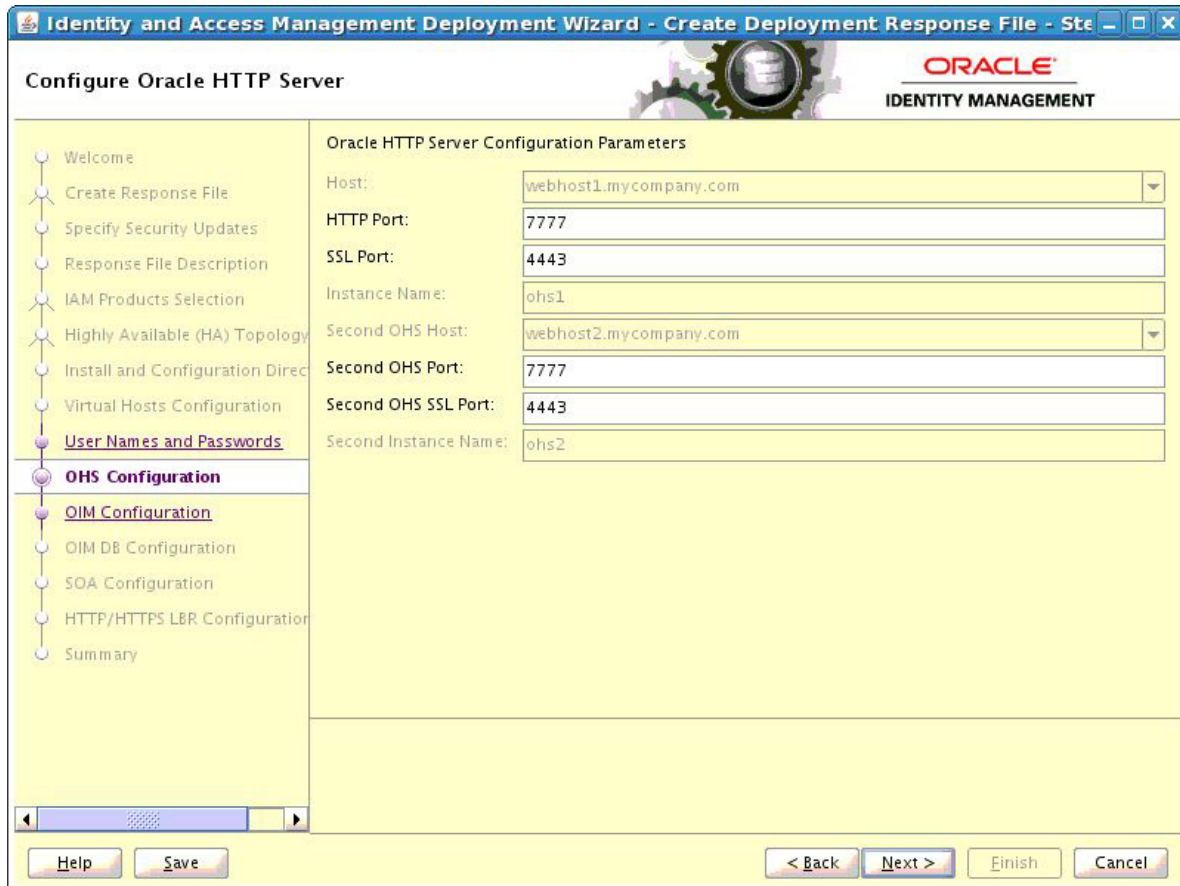 Identity and Access Management Deployment Wizard - Create Deployment Response File - Ste
Configure Oracle HTTP Server
ORACLE
IDENTITY MANAGEMENT
Welcome
Create Response File
Specify Security Updates
Response File Description
IAM Products Selection
Highly Available (HA) Topology
Install and Configuration Direc
Virtual Hosts Configuration
User Names and Passwords
OHS Configuration
OIM Configuration
OIM DB Configuration
SOA Configuration
HTTP/HTTPS LBR Configuration
Summary
Oracle HTTP Server Configuration Parameters
Host: webhost1.mycompany.com
HTTP Port: 7777
SSL Port: 4443
Instance Name: ohs1
Second OHS Host: webhost2.mycompany.com
Second OHS Port: 7777
Second OHS SSL Port: 4443
Second Instance Name: ohs2
Help Save < Back Next > Finish Cancel